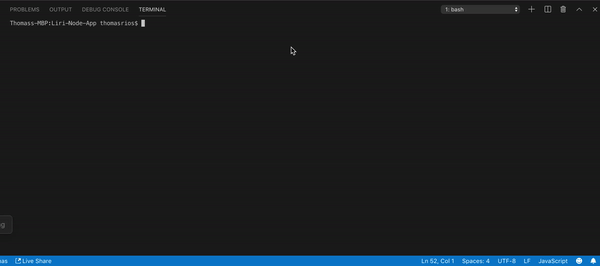 PROBLEMS OUTPUT DEBUG CONSOLE TERMINAL 1: bash
Thomass-MBP:Liri-Node-App thomasrios$
g
as Live Share Ln 52, Col 1 Spaces: 4 UTF-8 LF JavaScript